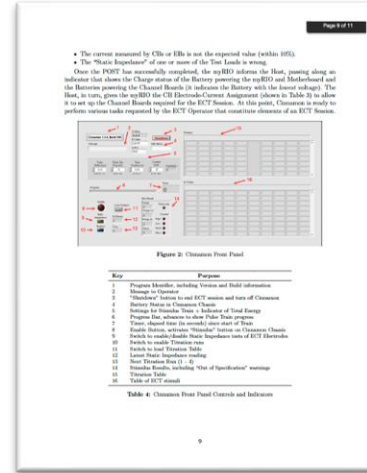 Page 9 of 11
• The current measured by CBs or EBs is not the expected value (within 10%).
• The "Static Impedance" of one or more of the Test Loads is wrong.
Once the POST has successfully completed, the myRIO informs the Host, passing along an
indicator that shows the Charge status of the Battery powering the myRIO and Motherboard and
the Batteries powering the Channel Boards (it indicates the Battery with the lowest voltage). The
Host, in turn, gives the myRIO the CB Electrode-Current Assignment (shown in Table 3) to allow
it to set up the Channel Boards required for the ECT Session. At this point, Cinnamon is ready to
perform various tasks requested by the ECT Operator that constitute elements of an ECT Session.
Figure 2: Cinnamon Front Panel
Key Purpose
1 Program Identifier, including Version and Build information
2 Message to Operator
3 "Shutdown" button to end ECT session and turn off Cinnamon
4 Battery Status in Cinnamon Chassis
5 Settings for Stimulus Train + Indicator of Total Energy
6 Progress Bar, advances to show Pulse Train progress
7 Timer, elapsed time (in seconds) since start of Train
8 Enable Button, activates "Stimulus" button on Cinnamon Chassis
9 Switch to enable/disable Static Impedance tests of ECT Electrodes
10 Switch to enable Titration runs
11 Switch to load Titration Table
12 Latest Static Impedance reading
13 Next Titration Run (1 – 4)
14 Stimulus Results, including "Out of Specification" warnings
15 Titration Table
16 Table of ECT stimuli
Table 4: Cinnamon Front Panel Controls and Indicators
9